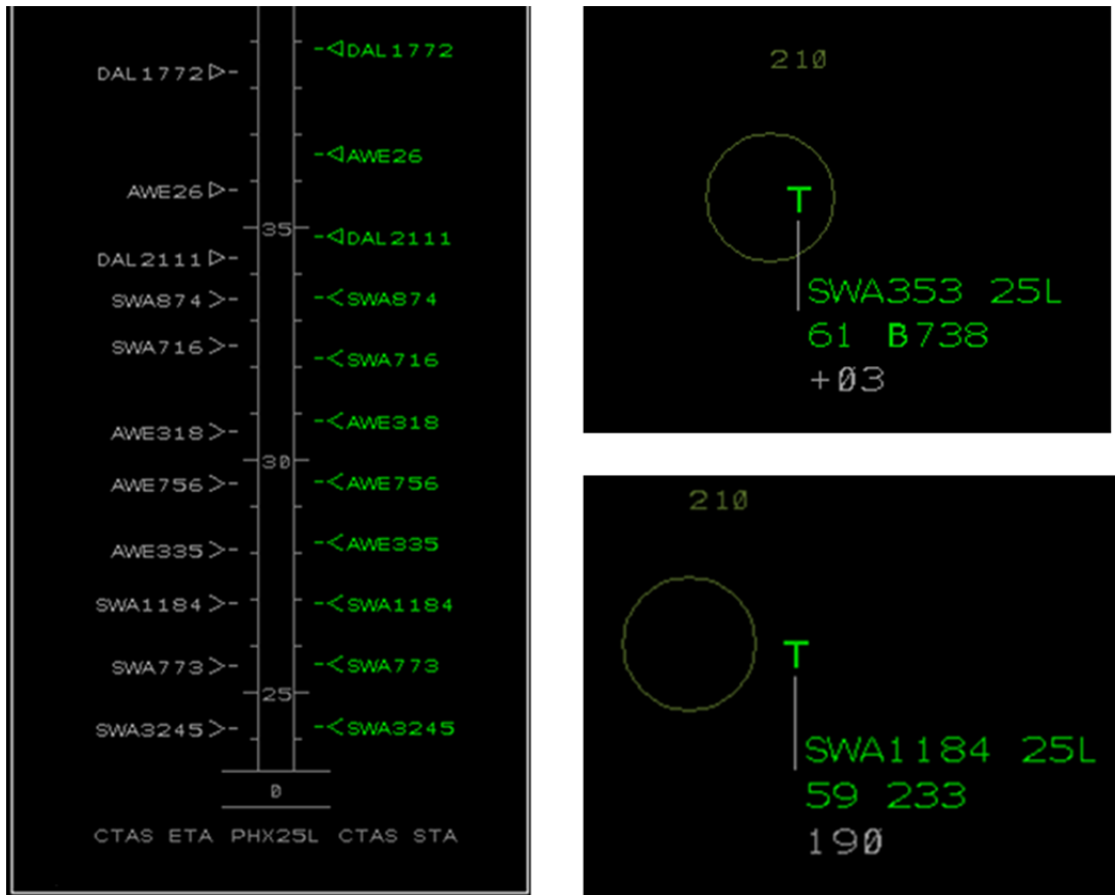 DAL1772
DAL1772
AWE26
AWE26
35
DAL2111
DAL2111
SWA874
SWA874
SWA716
SWA716
AWE318
AWE318
30
AWE756
AWE756
AWE335
AWE335
SWA1184
SWA1184
SWA773
SWA773
25
SWA3245
SWA3245
0
CTAS ETA PHX25L CTAS STA
210
T
SWA353 25L
61 B738
+03
210
T
SWA1184 25L
59 233
190